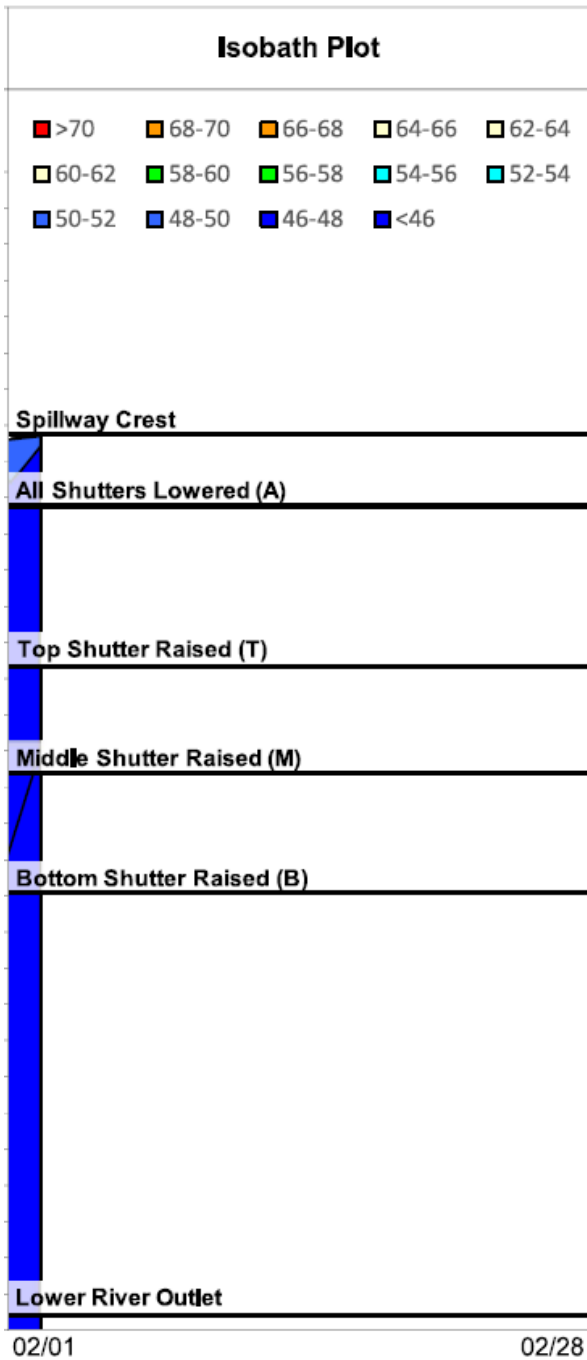 Isobath Plot
>70 68-70 66-68 64-66 62-64
60-62 58-60 56-58 54-56 52-54
50-52 48-50 46-48 <46
Spillway Crest
All Shutters Lowered (A)
Top Shutter Raised (T)
Middle Shutter Raised (M)
Bottom Shutter Raised (B)
Lower River Outlet
02/01 02/28